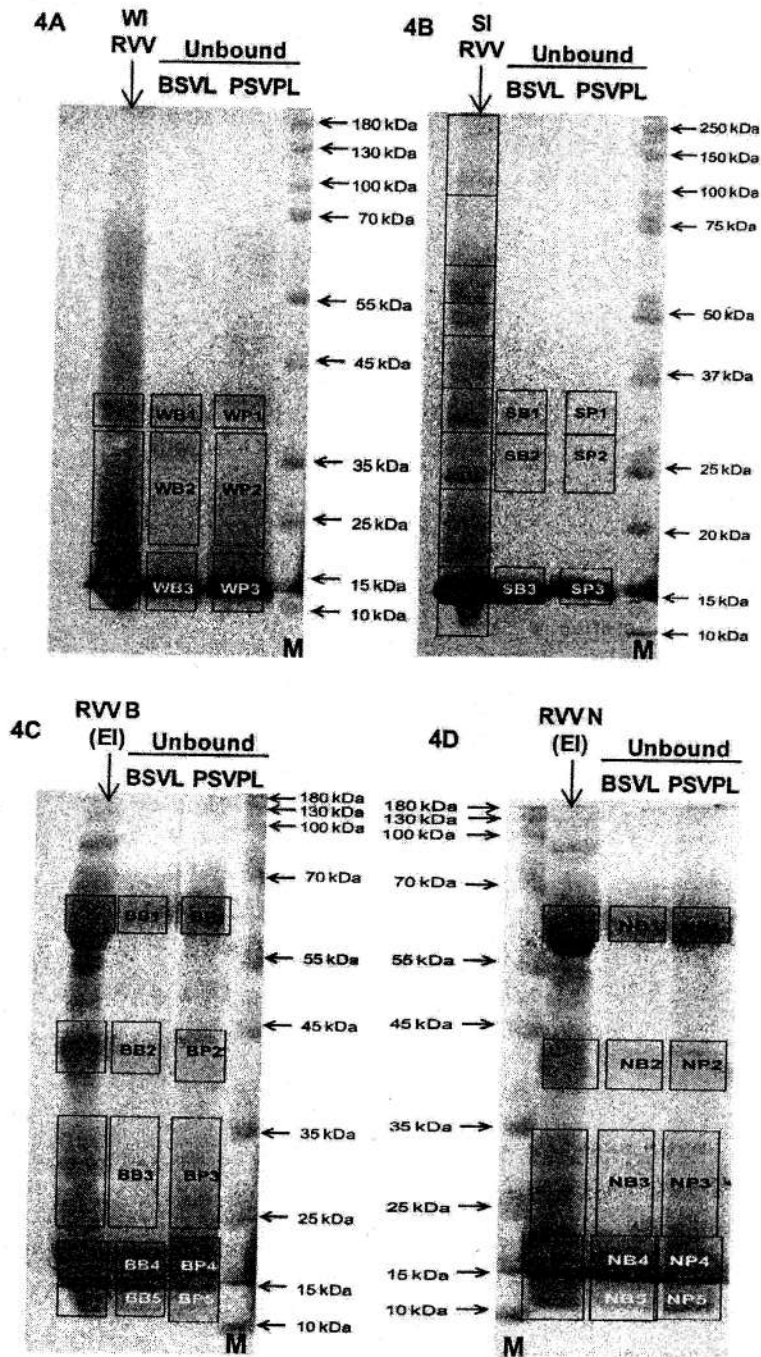 4A
WI
RVV
Unbound
BSVL PSVPL
180 kDa
130 kDa
100 kDa
70 kDa
55 kDa
45 kDa
35 kDa
25 kDa
15 kDa
10 kDa
WB1 WP1
WB2 WP2
WB3 WP3
M
4B
SI
RVV
Unbound
BSVL PSVPL
250 kDa
150 kDa
100 kDa
75 kDa
50 kDa
37 kDa
25 kDa
20 kDa
15 kDa
10 kDa
SB1 SP1
SB2 SP2
SB3 SP3
M
4C
RVV B
(EI)
Unbound
BSVL PSVPL
180 kDa
130 kDa
100 kDa
70 kDa
55 kDa
45 kDa
35 kDa
25 kDa
15 kDa
10 kDa
BB1
BB2 BP2
BB3 BP3
BB4 BP4
BB5 BP5
M
4D
RVV N
(EI)
Unbound
BSVL PSVPL
180 kDa
130 kDa
100 kDa
70 kDa
55 kDa
45 kDa
35 kDa
25 kDa
15 kDa
10 kDa
NB2 NP2
NB3 NP3
NB4 NP4
NB5 NP5
M